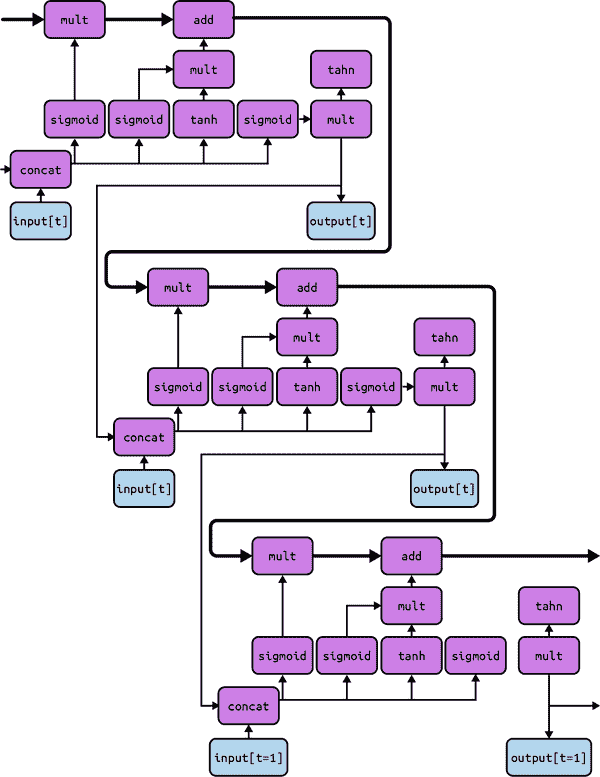 mult add
mult tahn
sigmoid sigmoid tanh sigmoid mult
concat
input[t] output[t]
mult add
mult tahn
sigmoid sigmoid tanh sigmoid mult
concat
input[t] output[t]
mult add
mult tahn
sigmoid sigmoid tanh sigmoid mult
concat
input[t=1] output[t=1]